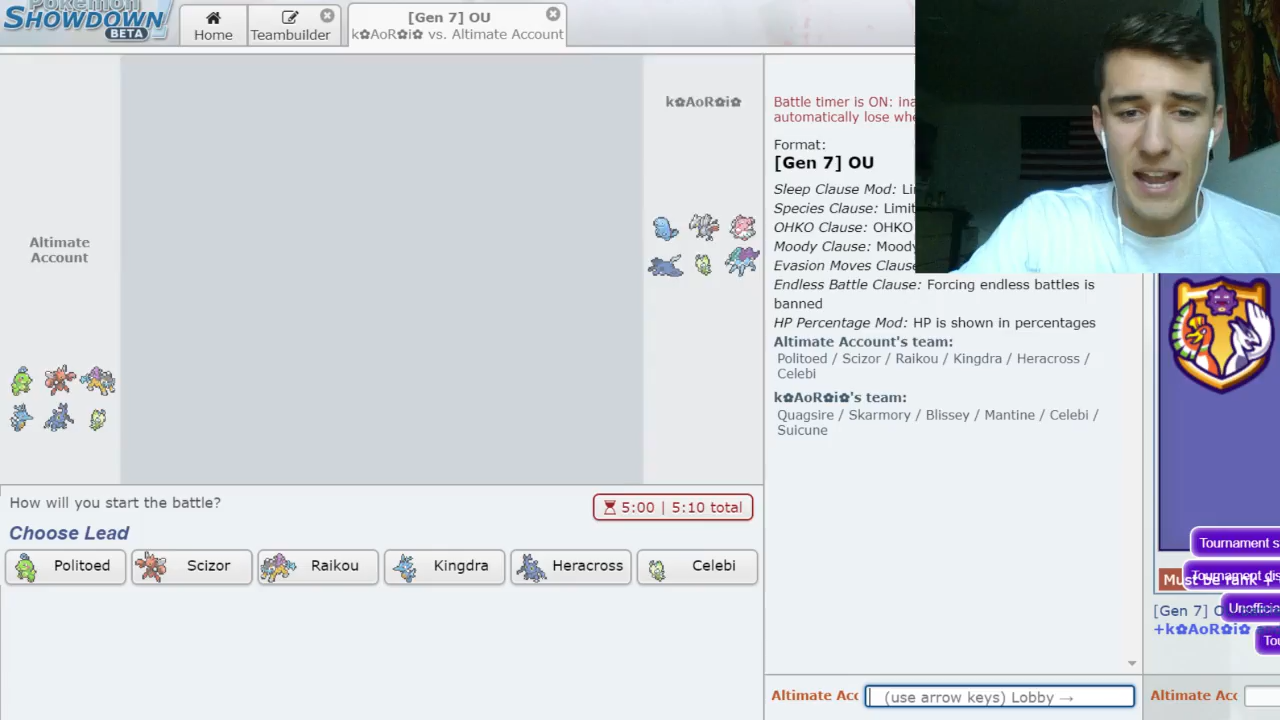 Pokémon
SHOWDOWN
BETA
Home
Teambuilder
[Gen 7] OU
k✿AoR✿i✿ vs. Altimate Account
k✿AoR✿i✿
Altimate
Account
Battle timer is ON: ina
automatically lose whe
Format:
[Gen 7] OU
Sleep Clause Mod: Li
Species Clause: Limit
OHKO Clause: OHKO
Moody Clause: Moody
Evasion Moves Clause
Endless Battle Clause: Forcing endless battles is
banned
HP Percentage Mod: HP is shown in percentages
Altimate Account's team:
Politoed / Scizor / Raikou / Kingdra / Heracross /
Celebi
k✿AoR✿i✿'s team:
Quagsire / Skarmory / Blissey / Mantine / Celebi /
Suicune
How will you start the battle?
5:00 | 5:10 total
Choose Lead
Politoed
Scizor
Raikou
Kingdra
Heracross
Celebi
Tournament s
Tournament dis
Must be rank +
Unofficia
[Gen 7] O
+k✿AoR✿i✿
Tou
Altimate Acc
(use arrow keys) Lobby →
Altimate Acc